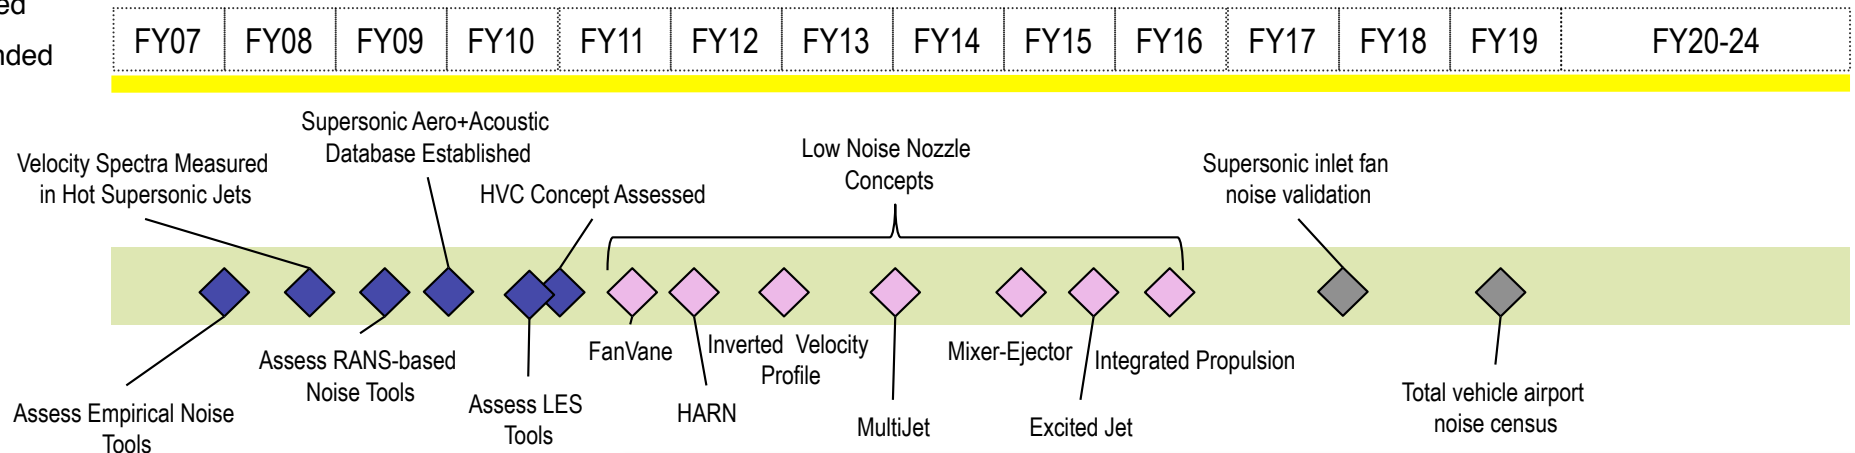 FY07 FY08 FY09 FY10 FY11 FY12 FY13 FY14 FY15 FY16 FY17 FY18 FY19 FY20-24
Velocity Spectra Measured
in Hot Supersonic Jets
Supersonic Aero+Acoustic
Database Established
HVC Concept Assessed
Low Noise Nozzle
Concepts
Supersonic inlet fan
noise validation
Assess Empirical Noise
Tools
Assess RANS-based
Noise Tools
Assess LES
Tools
FanVane
HARN
Inverted Velocity
Profile
MultiJet
Mixer-Ejector
Excited Jet
Integrated Propulsion
Total vehicle airport
noise census